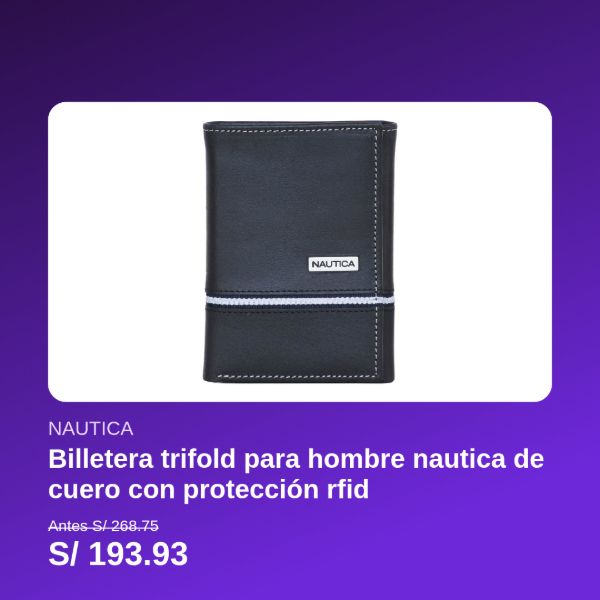 NAUTICA
NAUTICA
Billetera trifold para hombre nautica de
cuero con protección rfid
Antes S/ 268.75
S/ 193.93